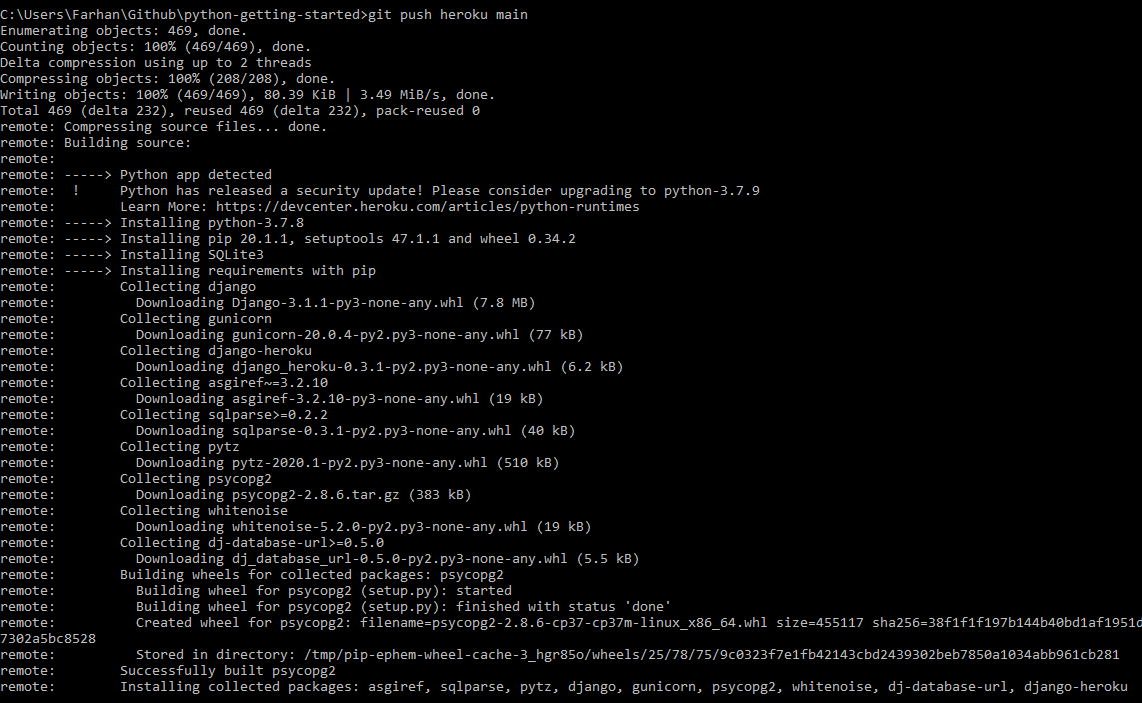 C:\Users\Farhan\Github\python-getting-started>git push heroku main
Enumerating objects: 469, done.
Counting objects: 100% (469/469), done.
Delta compression using up to 2 threads
Compressing objects: 100% (208/208), done.
Writing objects: 100% (469/469), 80.39 KiB | 3.49 MiB/s, done.
Total 469 (delta 232), reused 469 (delta 232), pack-reused 0
remote: Compressing source files... done.
remote: Building source:
remote:
remote: -----> Python app detected
remote:  !     Python has released a security update! Please consider upgrading to python-3.7.9
remote:        Learn More: https://devcenter.heroku.com/articles/python-runtimes
remote: -----> Installing python-3.7.8
remote: -----> Installing pip 20.1.1, setuptools 47.1.1 and wheel 0.34.2
remote: -----> Installing SQLite3
remote: -----> Installing requirements with pip
remote:        Collecting django
remote:          Downloading Django-3.1.1-py3-none-any.whl (7.8 MB)
remote:        Collecting gunicorn
remote:          Downloading gunicorn-20.0.4-py2.py3-none-any.whl (77 kB)
remote:        Collecting django-heroku
remote:          Downloading django_heroku-0.3.1-py2.py3-none-any.whl (6.2 kB)
remote:        Collecting asgiref~=3.2.10
remote:          Downloading asgiref-3.2.10-py3-none-any.whl (19 kB)
remote:        Collecting sqlparse>=0.2.2
remote:          Downloading sqlparse-0.3.1-py2.py3-none-any.whl (40 kB)
remote:        Collecting pytz
remote:          Downloading pytz-2020.1-py2.py3-none-any.whl (510 kB)
remote:        Collecting psycopg2
remote:          Downloading psycopg2-2.8.6.tar.gz (383 kB)
remote:        Collecting whitenoise
remote:          Downloading whitenoise-5.2.0-py2.py3-none-any.whl (19 kB)
remote:        Collecting dj-database-url>=0.5.0
remote:          Downloading dj_database_url-0.5.0-py2.py3-none-any.whl (5.5 kB)
remote:        Building wheels for collected packages: psycopg2
remote:          Building wheel for psycopg2 (setup.py): started
remote:          Building wheel for psycopg2 (setup.py): finished with status 'done'
remote:          Created wheel for psycopg2: filename=psycopg2-2.8.6-cp37-cp37m-linux_x86_64.whl size=455117 sha256=38f1f1f197b144b40bd1af1951d
7302a5bc8528
remote:          Stored in directory: /tmp/pip-ephem-wheel-cache-3_hgr85o/wheels/25/78/75/9c0323f7e1fb42143cbd2439302beb7850a1034abb961cb281
remote:        Successfully built psycopg2
remote:        Installing collected packages: asgiref, sqlparse, pytz, django, gunicorn, psycopg2, whitenoise, dj-database-url, django-heroku